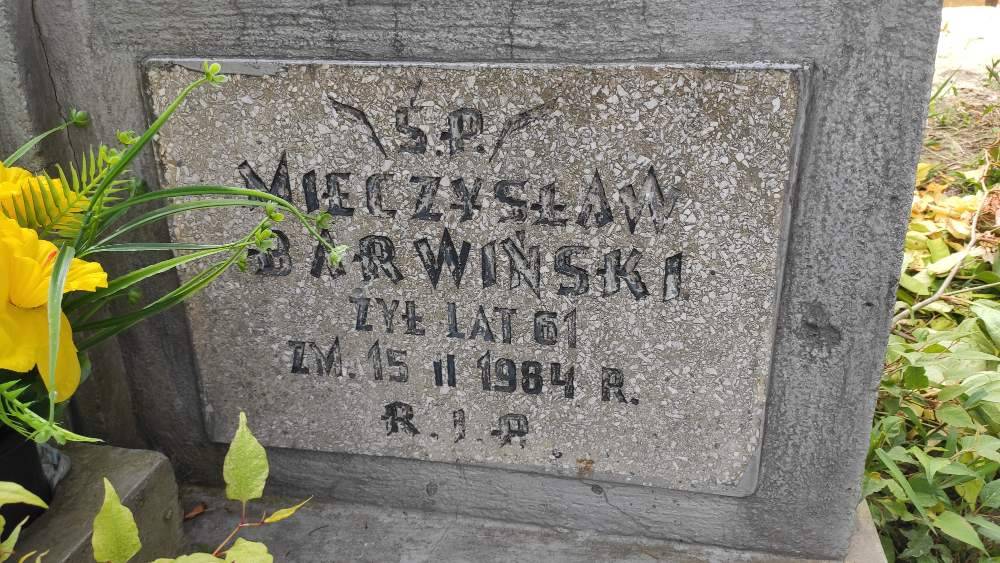 Ś.P.
MIECZYSŁAW
BARWIŃSKI
ŻYŁ LAT 61
ZM. 15 II 1984 R.
R.I.P